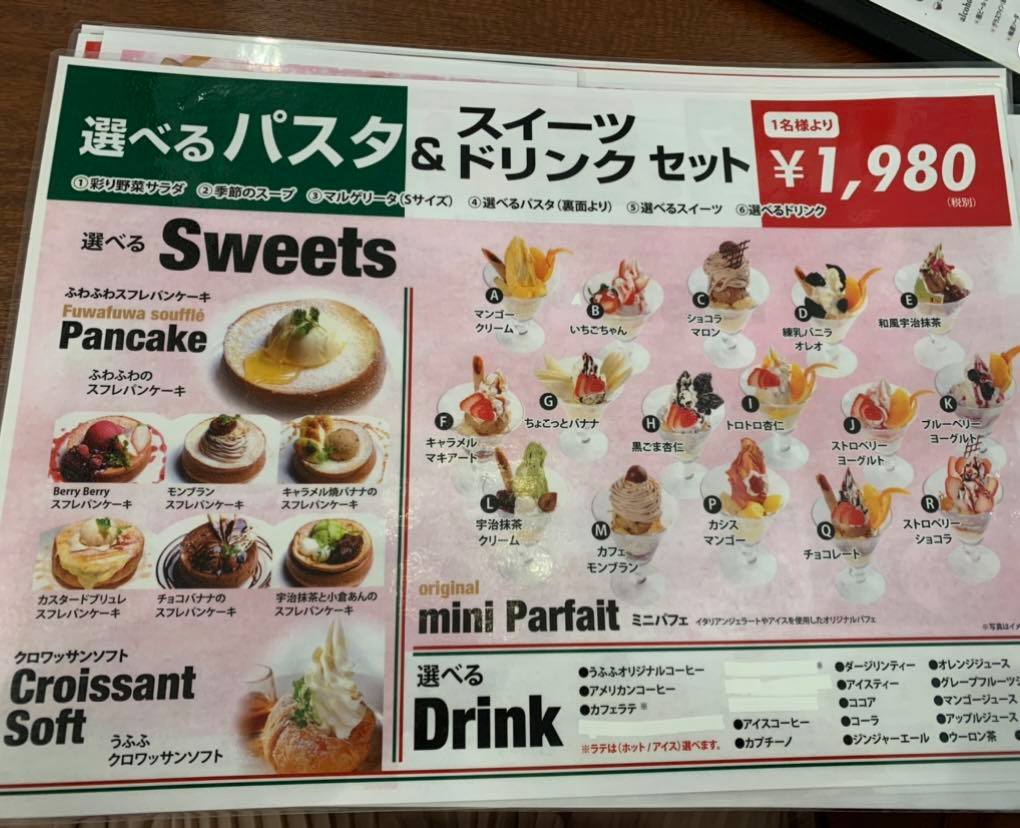 選べるパスタ & スイーツ ドリンク セット
1名様より
¥1,980
(税別)
①彩り野菜サラダ ②季節のスープ ③マルゲリータ(Sサイズ) ④選べるパスタ(裏面より) ⑤選べるスイーツ ⑥選べるドリンク
選べる Sweets
ふわふわスフレパンケーキ
Fuwafuwa soufflé
Pancake
ふわふわの
スフレパンケーキ
Berry Berry
スフレパンケーキ
モンブラン
スフレパンケーキ
キャラメル焼バナナの
スフレパンケーキ
カスタードブリュレ
スフレパンケーキ
チョコバナナの
スフレパンケーキ
宇治抹茶と小倉あんの
スフレパンケーキ
クロワッサンソフト
Croissant
Soft
うふふ
クロワッサンソフト
A
マンゴー
クリーム
B
いちごちゃん
C
ショコラ
マロン
D
練乳バニラ
オレオ
E
和風宇治抹茶
F
キャラメル
マキアード
G
ちょこっとバナナ
H
黒ごま杏仁
I
トロトロ杏仁
J
ストロベリー
ヨーグルト
K
ブルーベリー
ヨーグルト
L
宇治抹茶
クリーム
M
カフェ
モンブラン
P
カシス
マンゴー
Q
チョコレート
R
ストロベリー
ショコラ
original
mini Parfait ミニパフェ イタリアンジェラートやアイスを使用したオリジナルパフェ
※写真はイメ
選べる
Drink
●うふふオリジナルコーヒー
●アメリカンコーヒー
●カフェラテ※
※ラテは(ホット/アイス)選べます。
※
●アイスコーヒー
●カプチーノ
●ダージリンティー
●アイスティー
●ココア
●コーラ
●ジンジャーエール
●オレンジジュース
●グレープフルーツジ
●マンゴージュース
●アップルジュース
●ウーロン茶